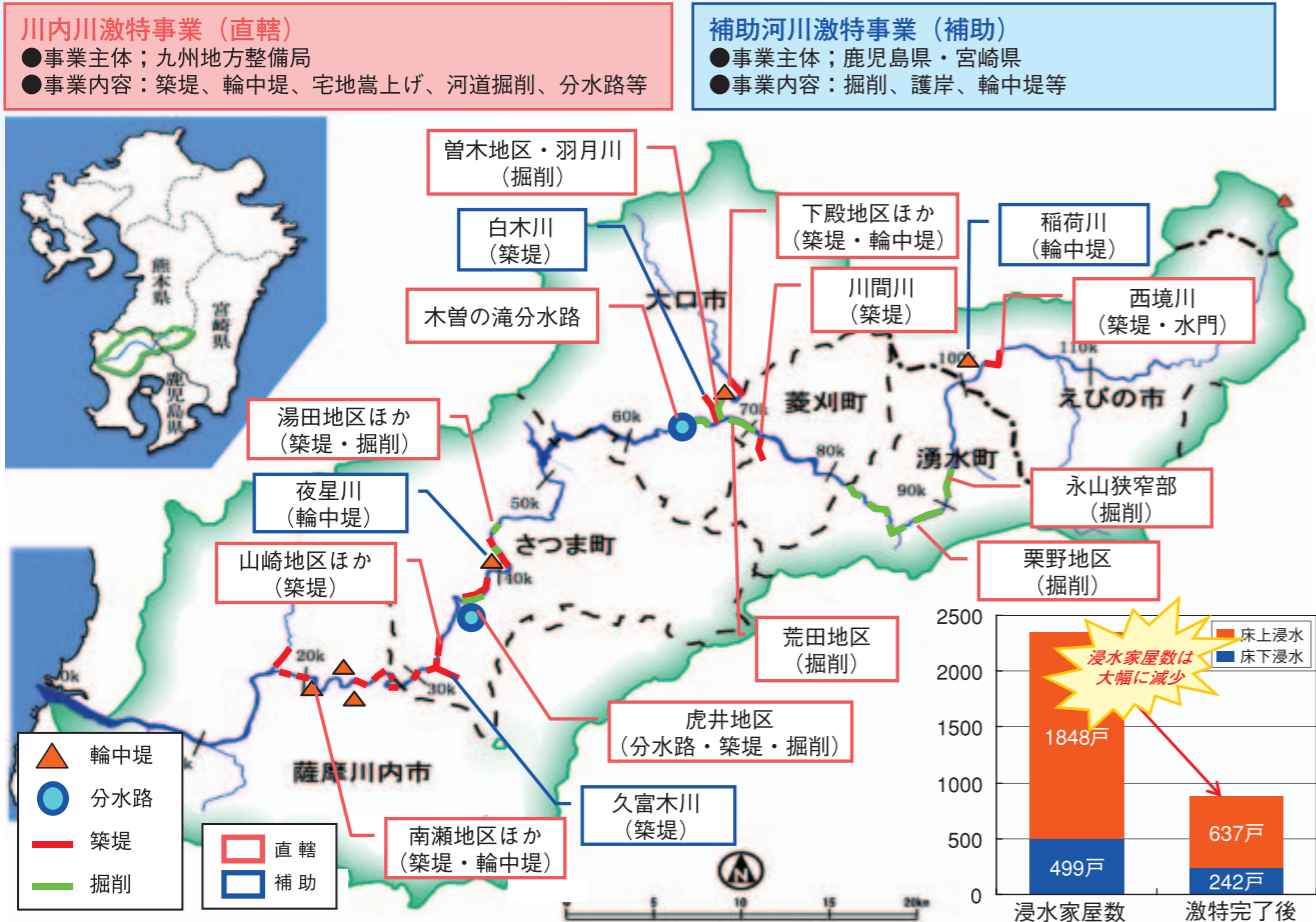 川内川激特事業（直轄）
●事業主体；九州地方整備局
●事業内容：築堤、輪中堤、宅地嵩上げ、河道掘削、分水路等
補助河川激特事業（補助）
●事業主体；鹿児島県・宮崎県
●事業内容：掘削、護岸、輪中堤等
熊本県
宮崎県
鹿児島県
曽木地区・羽月川
（掘削）
白木川
（築堤）
木曽の滝分水路
下殿地区ほか
（築堤・輪中堤）
川間川
（築堤）
稲荷川
（輪中堤）
西境川
（築堤・水門）
大口市
菱刈町
湧水町
えびの市
さつま町
薩摩川内市
湯田地区ほか
（築堤・掘削）
夜星川
（輪中堤）
山崎地区ほか
（築堤）
永山狭窄部
（掘削）
栗野地区
（掘削）
荒田地区
（掘削）
虎井地区
（分水路・築堤・掘削）
久富木川
（築堤）
南瀬地区ほか
（築堤・輪中堤）
0k
20k
30k
40k
50k
60k
70k
80k
90k
100
110k
輪中堤
分水路
築堤
掘削
直轄
補助
N
0
5
10
15
20km
2500
2000
1500
1000
500
0
床上浸水
床下浸水
浸水家屋数は
大幅に減少
1848戸
499戸
637戸
242戸
浸水家屋数
激特完了後